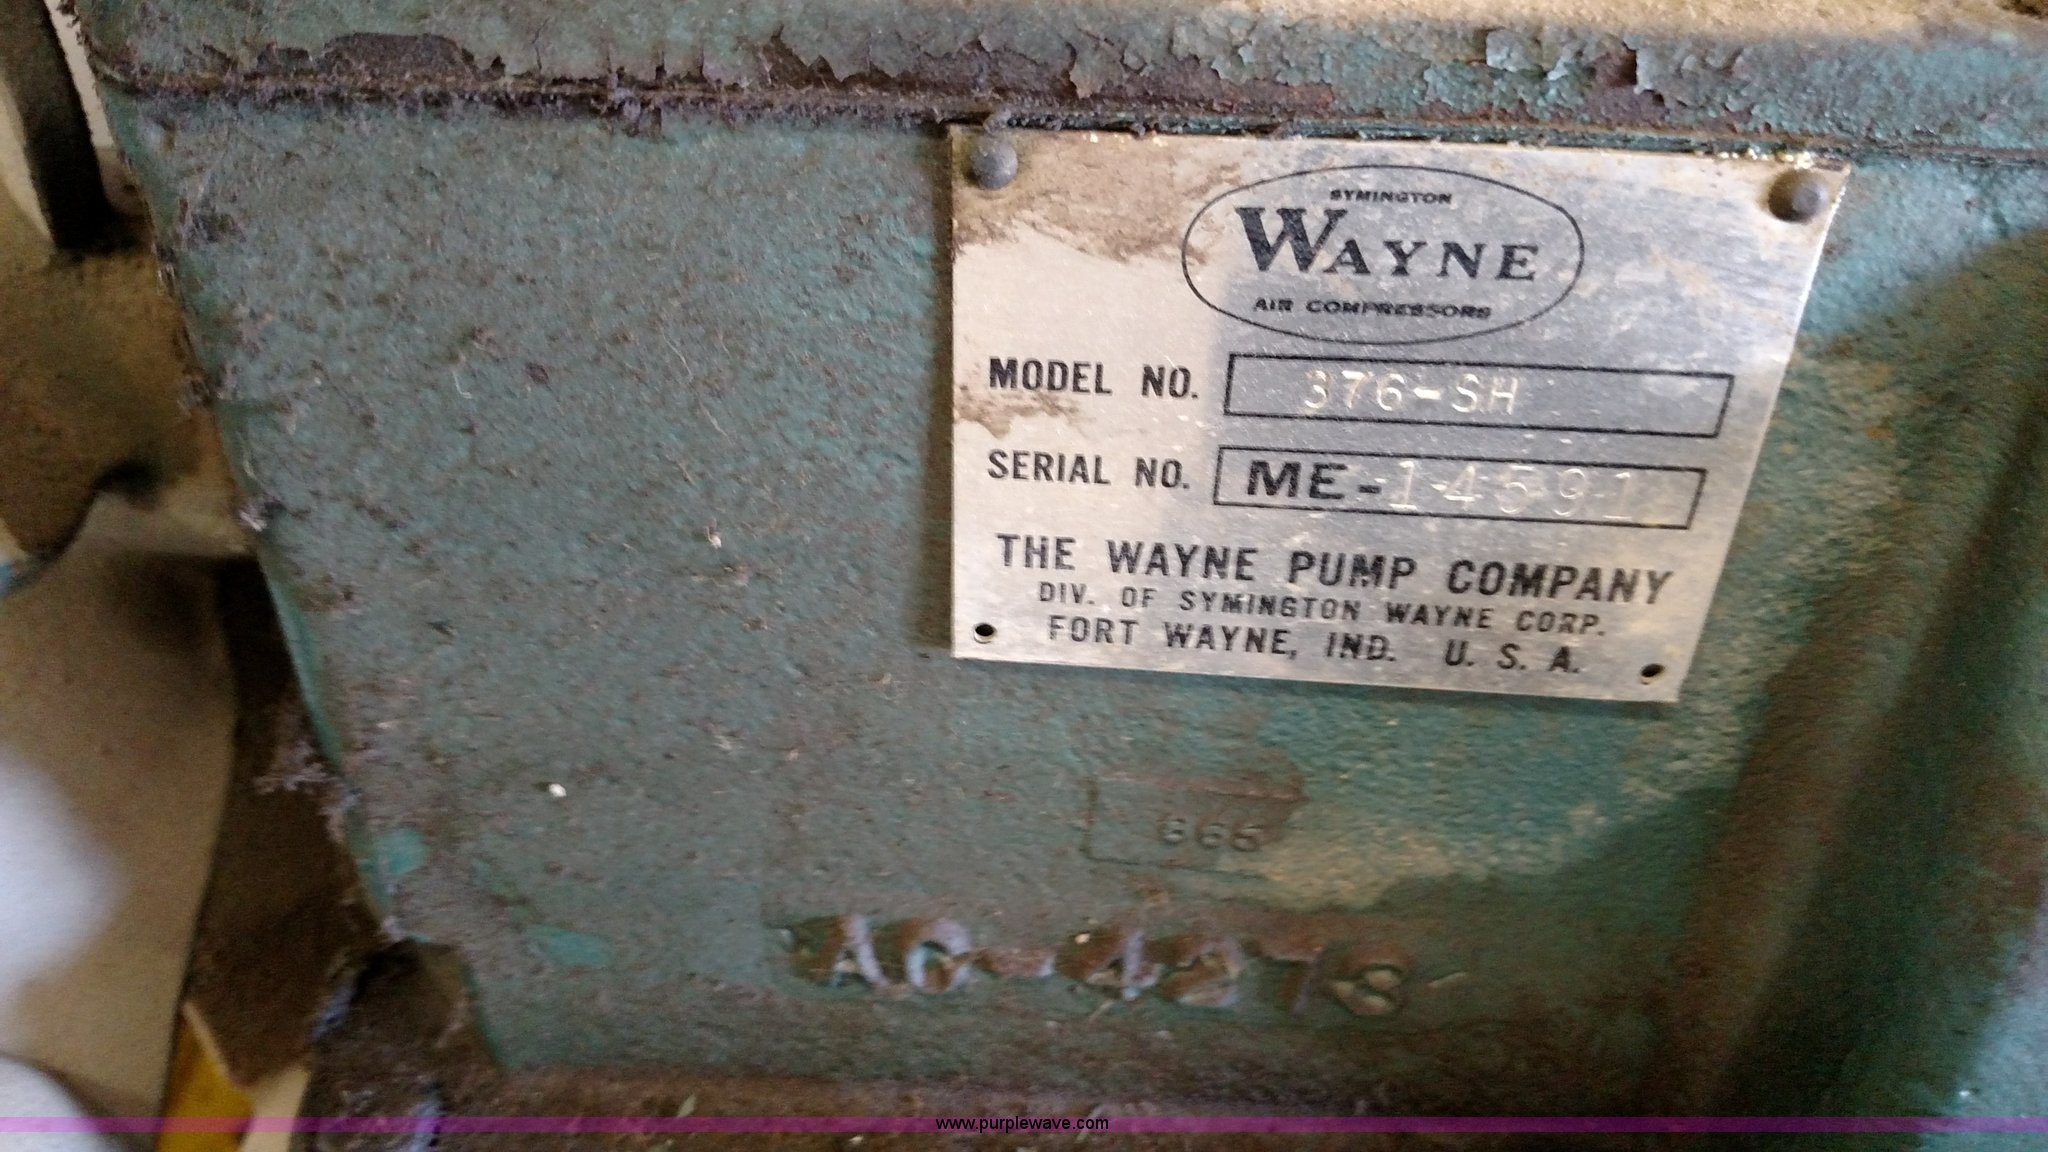 SYMINGTON
WAYNE
AIR COMPRESSORS
MODEL NO. 376-SH
SERIAL NO. ME-14591
THE WAYNE PUMP COMPANY
DIV. OF SYMINGTON WAYNE CORP.
FORT WAYNE, IND. U. S. A.
www.purplewave.com